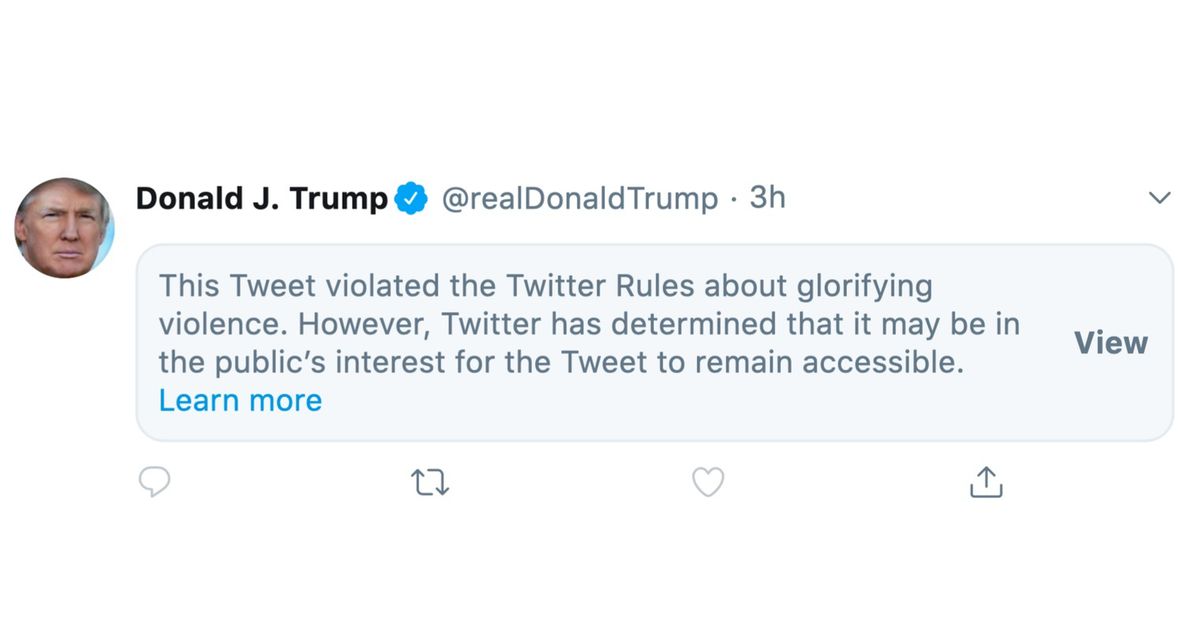 Donald J. Trump @realDonaldTrump · 3h
This Tweet violated the Twitter Rules about glorifying
violence. However, Twitter has determined that it may be in
the public’s interest for the Tweet to remain accessible.
View
Learn more